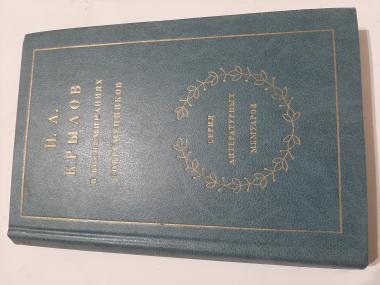 И. А.
КРЫЛОВ
В ВОСПОМИНАНИЯХ
СОВРЕМЕННИКОВ
СЕРИЯ
ЛИТЕРАТУРНЫХ
МЕМУАРОВ